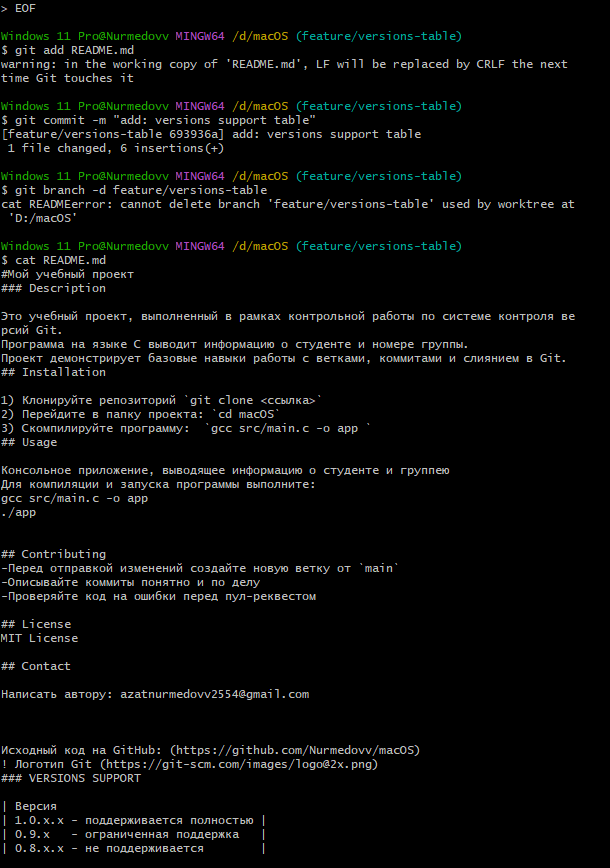 > EOF
Windows 11 Pro@Nurmedovv MINGW64 /d/macOS (feature/versions-table)
$ git add README.md
warning: in the working copy of 'README.md', LF will be replaced by CRLF the next
time Git touches it
Windows 11 Pro@Nurmedovv MINGW64 /d/macOS (feature/versions-table)
$ git commit -m "add: versions support table"
[feature/versions-table 693936a] add: versions support table
1 file changed, 6 insertions(+)
Windows 11 Pro@Nurmedovv MINGW64 /d/macOS (feature/versions-table)
$ git branch -d feature/versions-table
cat READMEerror: cannot delete branch 'feature/versions-table' used by worktree at
'D:/macOS'
Windows 11 Pro@Nurmedovv MINGW64 /d/macOS (feature/versions-table)
$ cat README.md
#Мой учебный проект
### Description
Это учебный проект, выполненный в рамках контрольной работы по системе контроля ве
рсий Git.
Программа на языке C выводит информацию о студенте и номере группы.
Проект демонстрирует базовые навыки работы с ветками, коммитами и слиянием в Git.
## Installation
1) Клонируйте репозиторий `git clone <ссылка>`
2) Перейдите в папку проекта: `cd macOS`
3) Скомпилируйте программу:  `gcc src/main.c -o app `
## Usage
Консольное приложение, выводящее информацию о студенте и группею
Для компиляции и запуска программы выполните:
gcc src/main.c -o app
./app
## Contributing
-Перед отправкой изменений создайте новую ветку от `main`
-Описывайте коммиты понятно и по делу
-Проверяйте код на ошибки перед пул-реквестом
## License
MIT License
## Contact
Написать автору: azatnurmedovv2554@gmail.com
Исходный код на GitHub: (https://github.com/Nurmedovv/macOS)
! Логотип Git (https://git-scm.com/images/logo@2x.png)
### VERSIONS SUPPORT
| Версия
| 1.0.x.x - поддерживается полностью |
| 0.9.x   - ограниченная поддержка   |
| 0.8.x.x - не поддерживается        |